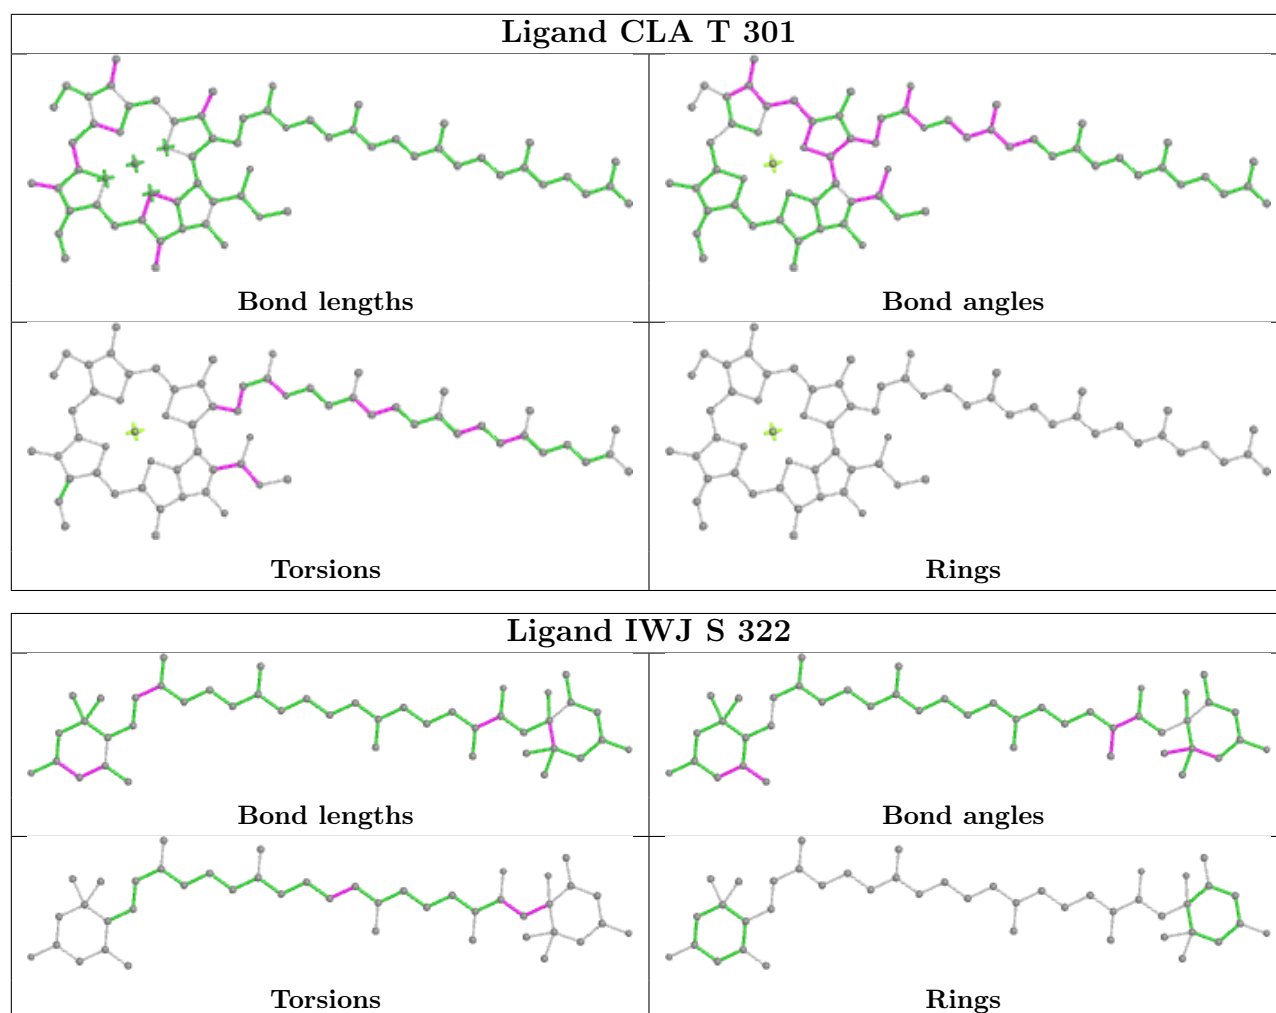 Ligand CLA T 301
Bond lengths
Bond angles
Torsions
Rings
Ligand IWJ S 322
Bond lengths
Bond angles
Torsions
Rings